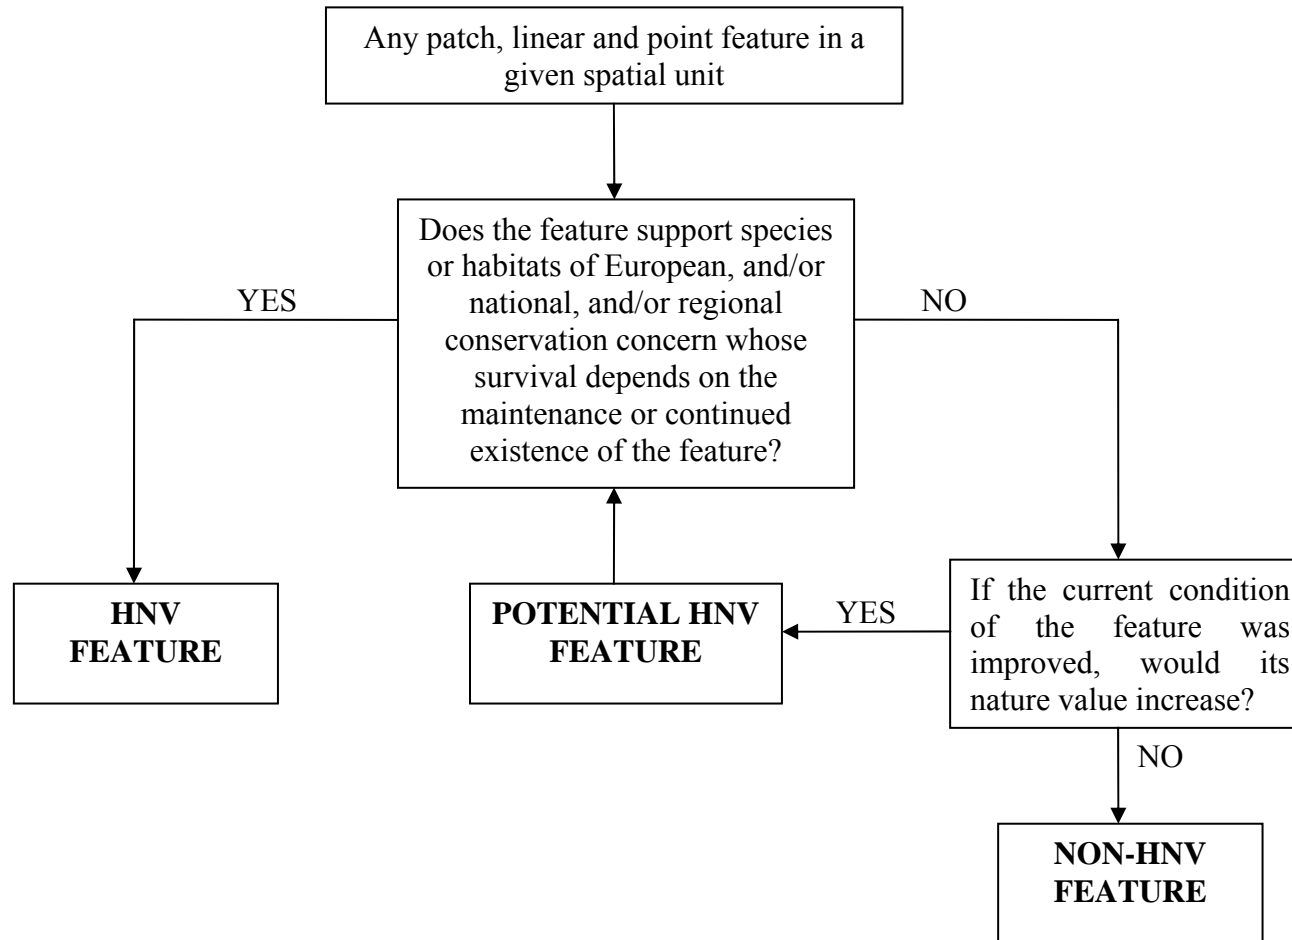 Any patch, linear and point feature in a
given spatial unit
Does the feature support species
or habitats of European, and/or
national, and/or regional
conservation concern whose
survival depends on the
maintenance or continued
existence of the feature?
YES
NO
HNV
FEATURE
POTENTIAL HNV
FEATURE
YES
If the current condition
of the feature was
improved, would its
nature value increase?
NO
NON-HNV
FEATURE